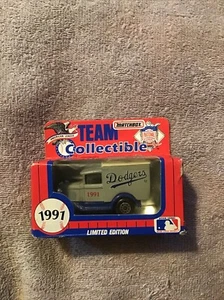 MATCHBOX
TEAM
Collectible
Dodgers
1991
1991
LIMITED EDITION